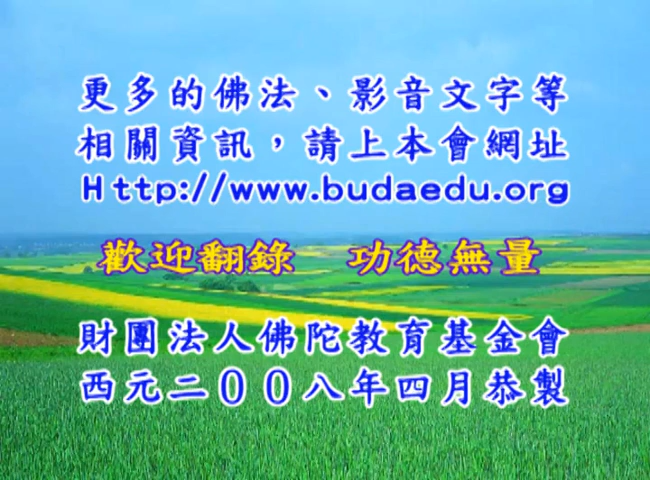 更多的佛法、影音文字等
相關資訊，請上本會網址
Http://www.budaedu.org
歡迎翻錄　功德無量
財團法人佛陀教育基金會
西元二００八年四月恭製